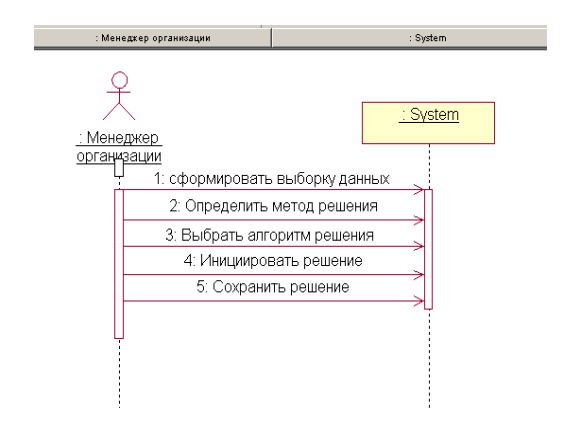 : Менеджер организации
: System
: Менеджер
организации
: System
1: сформировать выборку данных
2: Определить метод решения
3: Выбрать алгоритм решения
4: Инициировать решение
5: Сохранить решение